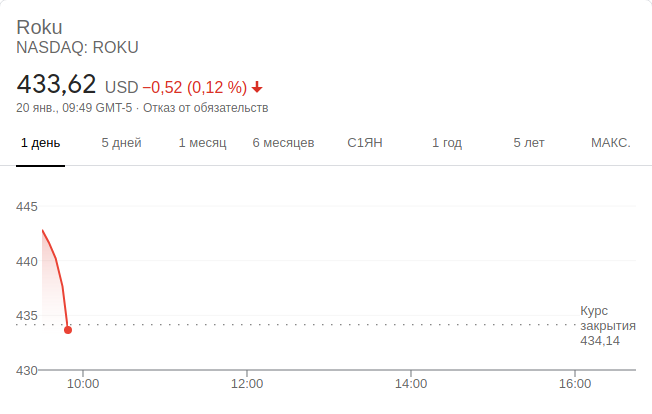 Roku
NASDAQ: ROKU
433,62 USD −0,52 (0,12 %)
20 янв., 09:49 GMT-5 · Отказ от обязательств
1 день 5 дней 1 месяц 6 месяцев С1ЯН 1 год 5 лет МАКС.
445
440
435
430
Курс
закрытия
434,14
10:00 12:00 14:00 16:00